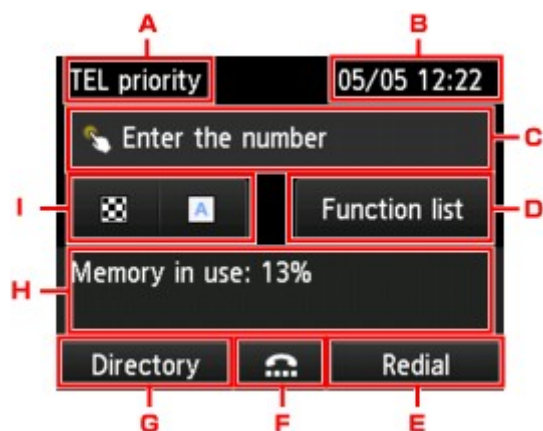 A B
TEL priority 05/05 12:22
Enter the number C
I A Function list D
H Memory in use: 13%
Directory Redial
G F E